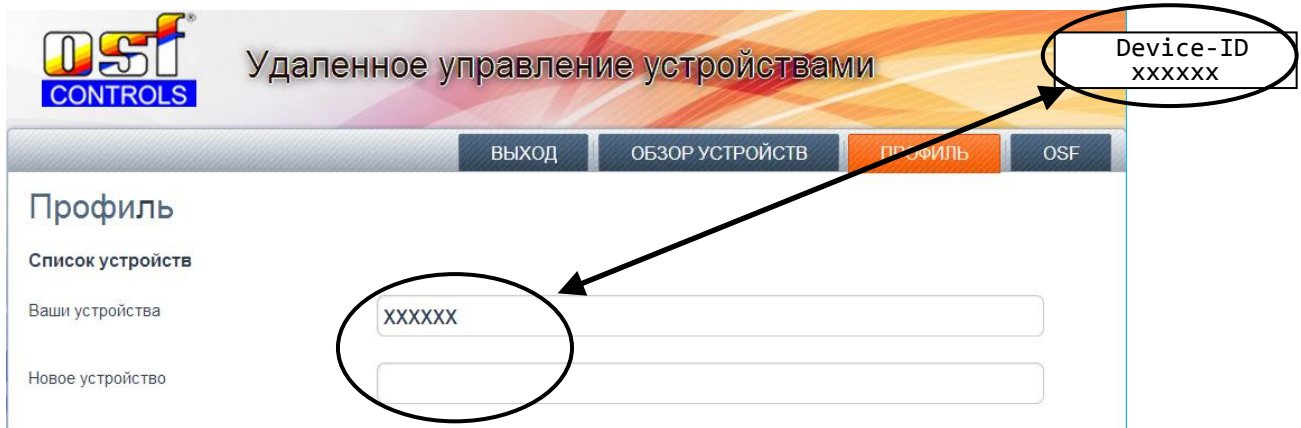 osf
CONTROLS
Удаленное управление устройствами
Device-ID
xxxxxx
ВЫХОД
ОБЗОР УСТРОЙСТВ
ПРОФИЛЬ
OSF
Профиль
Список устройств
Ваши устройства
XXXXXX
Новое устройство